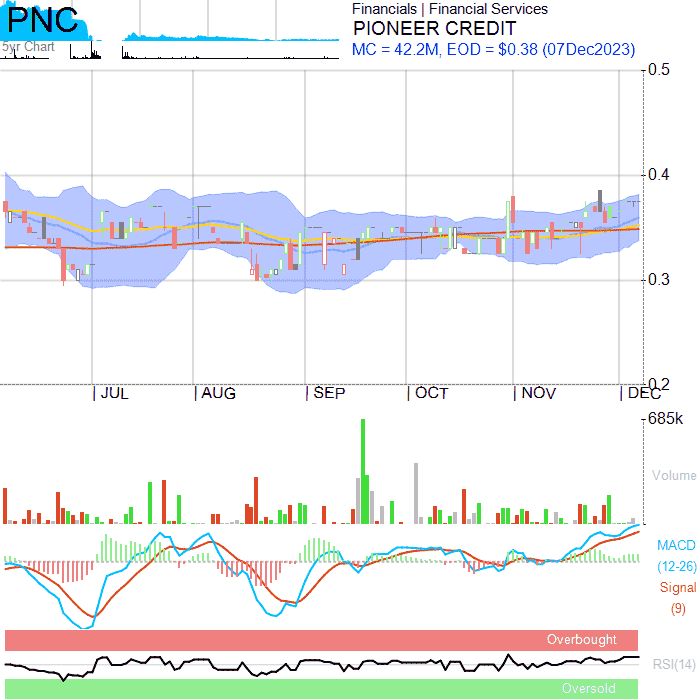 PNC
5yr Chart
Financials | Financial Services
PIONEER CREDIT
MC = 42.2M, EOD = $0.38 (07Dec2023)
0.5
0.4
0.3
0.2
JUL
AUG
SEP
OCT
NOV
DEC
685k
Volume
MACD
(12-26)
Signal
(9)
Overbought
RSI(14)
Oversold